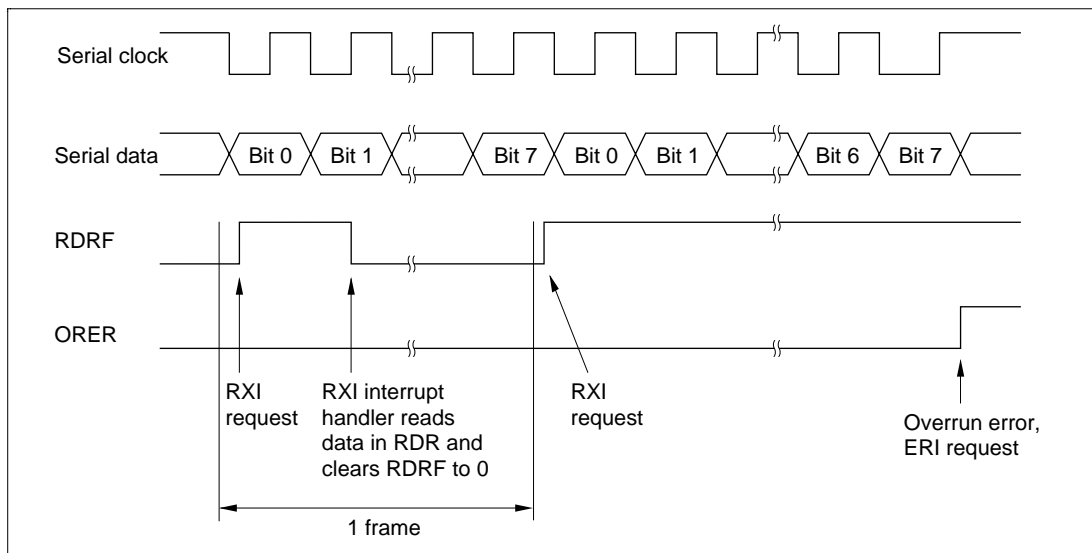 Serial clock
Serial data
Bit 0
Bit 1
Bit 7
Bit 0
Bit 1
Bit 6
Bit 7
RDRF
ORER
RXI
request
RXI interrupt
handler reads
data in RDR and
clears RDRF to 0
RXI
request
Overrun error,
ERI request
1 frame